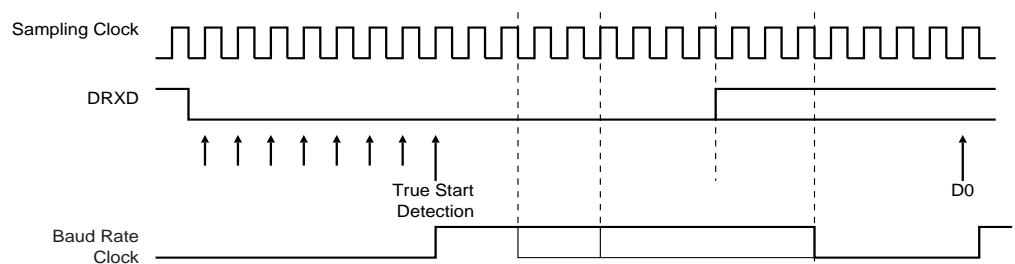 Sampling Clock
DRXD
True Start
Detection
D0
Baud Rate
Clock